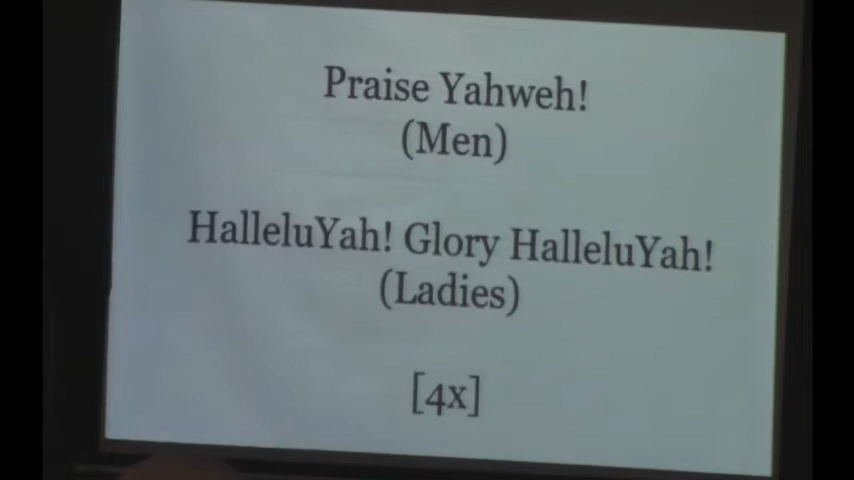 Praise Yahweh!
(Men)
HalleluYah! Glory HalleluYah!
(Ladies)
[4x]